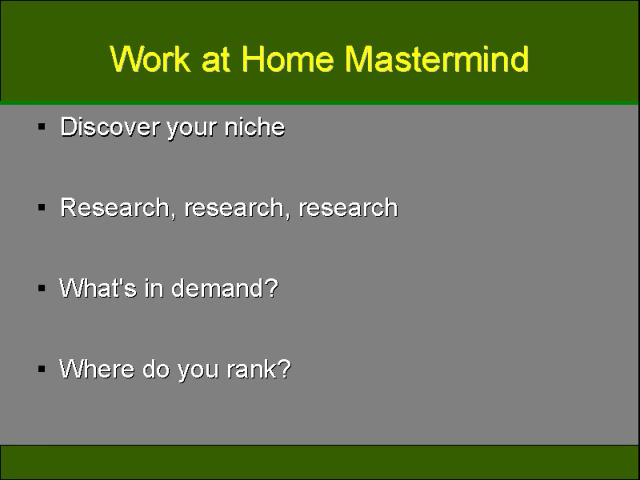 Work at Home Mastermind
▪ Discover your niche
▪ Research, research, research
▪ What's in demand?
▪ Where do you rank?